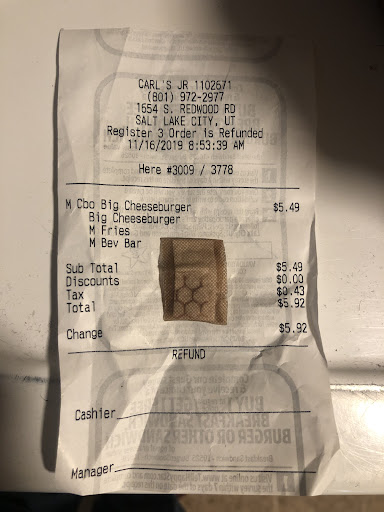 CARL'S JR 1102671
(801) 972-2977
1654 S. REDWOOD RD
SALT LAKE CITY, UT
Register 3 Order is Refunded
11/16/2019 8:53:39 AM
Here #3009 / 3778
M Cbo Big Cheeseburger $5.49
Big Cheeseburger
M Fries
M Bev Bar
Sub Total $5.49
Discounts $0.00
Tax $0.43
Total $5.92
Change $5.92
REFUND
Cashier
Manager